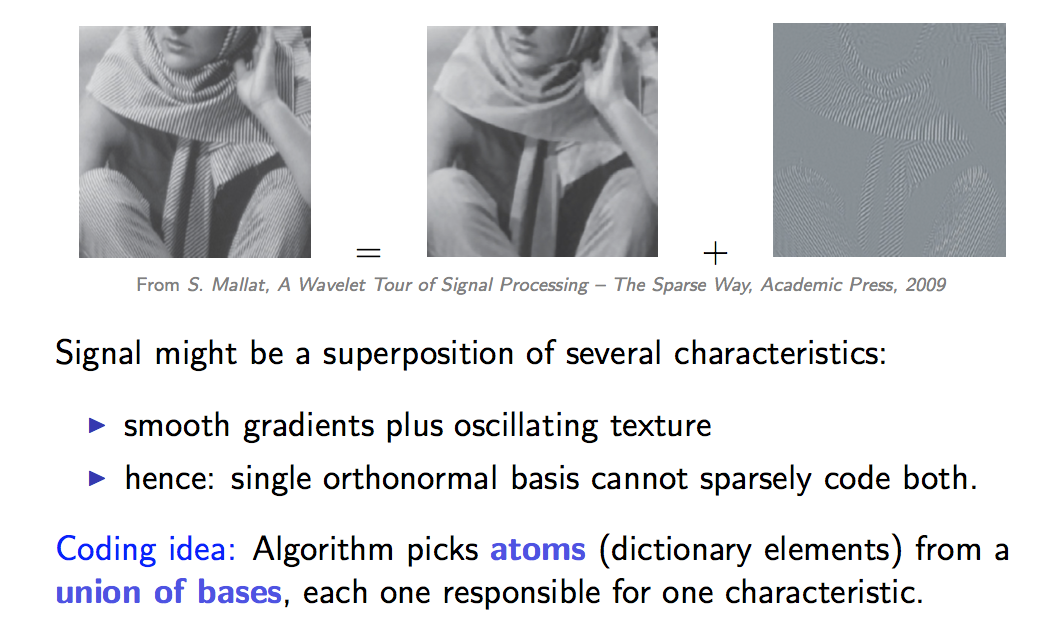 = +
From S. Mallat, A Wavelet Tour of Signal Processing – The Sparse Way, Academic Press, 2009
Signal might be a superposition of several characteristics:
▶ smooth gradients plus oscillating texture
▶ hence: single orthonormal basis cannot sparsely code both.
Coding idea: Algorithm picks atoms (dictionary elements) from a
union of bases, each one responsible for one characteristic.